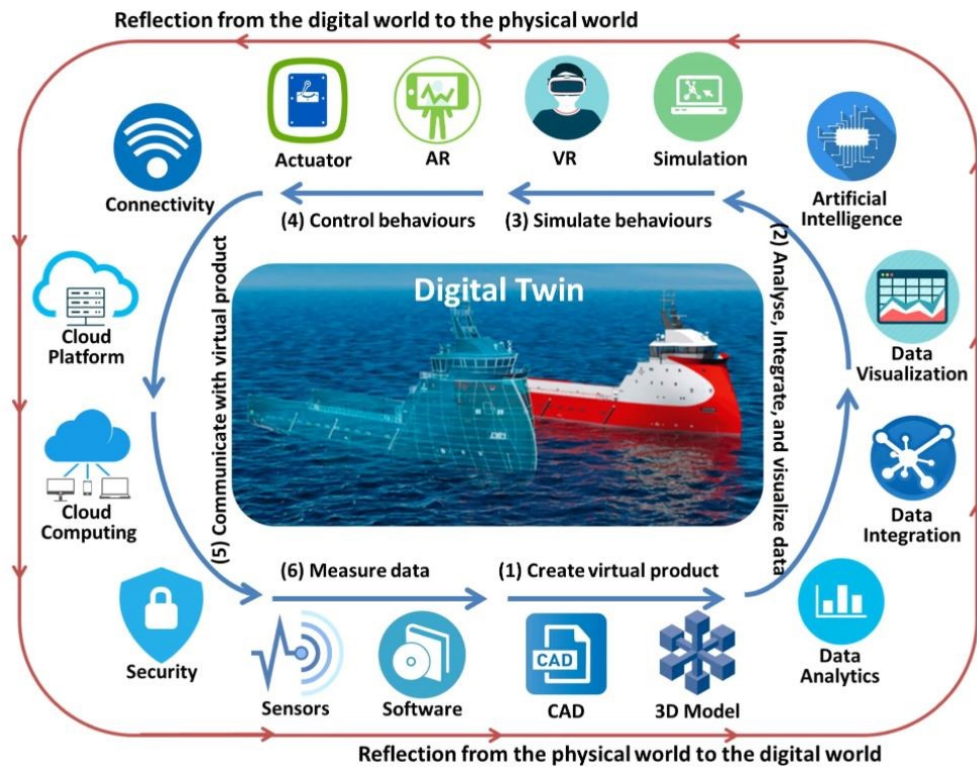 Reflection from the digital world to the physical world
Actuator
AR
VR
Simulation
Connectivity
Artificial
Intelligence
(4) Control behaviours
(3) Simulate behaviours
(2) Analyse, Integrate, and visualize data
Digital Twin
Cloud
Platform
Data
Visualization
(5) Communicate with virtual product
Cloud
Computing
Data
Integration
(6) Measure data
(1) Create virtual product
Security
Sensors
Software
CAD
CAD
3D Model
Data
Analytics
Reflection from the physical world to the digital world